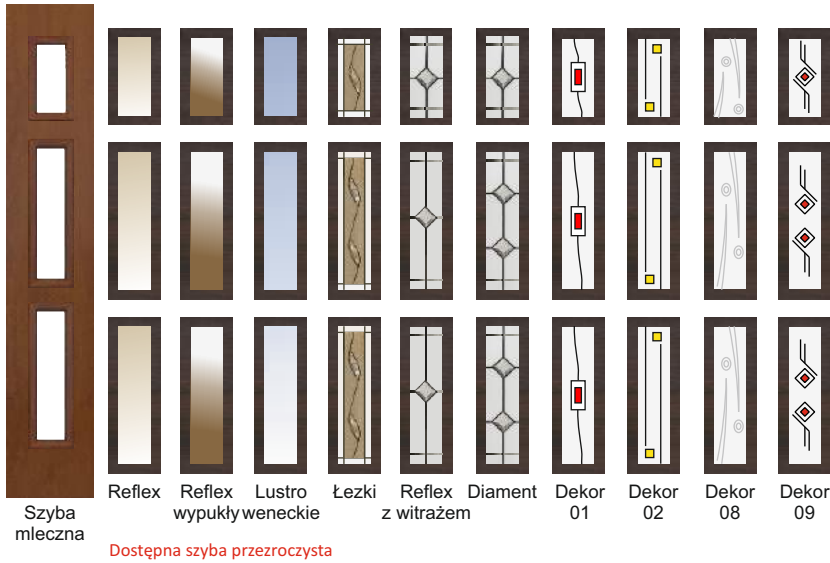 Szyba
mleczna
Reflex
Reflex
wypukły
Lustro
weneckie
Łezki
Reflex
z witrażem
Diament
Dekor
01
Dekor
02
Dekor
08
Dekor
09
Dostępna szyba przezroczysta